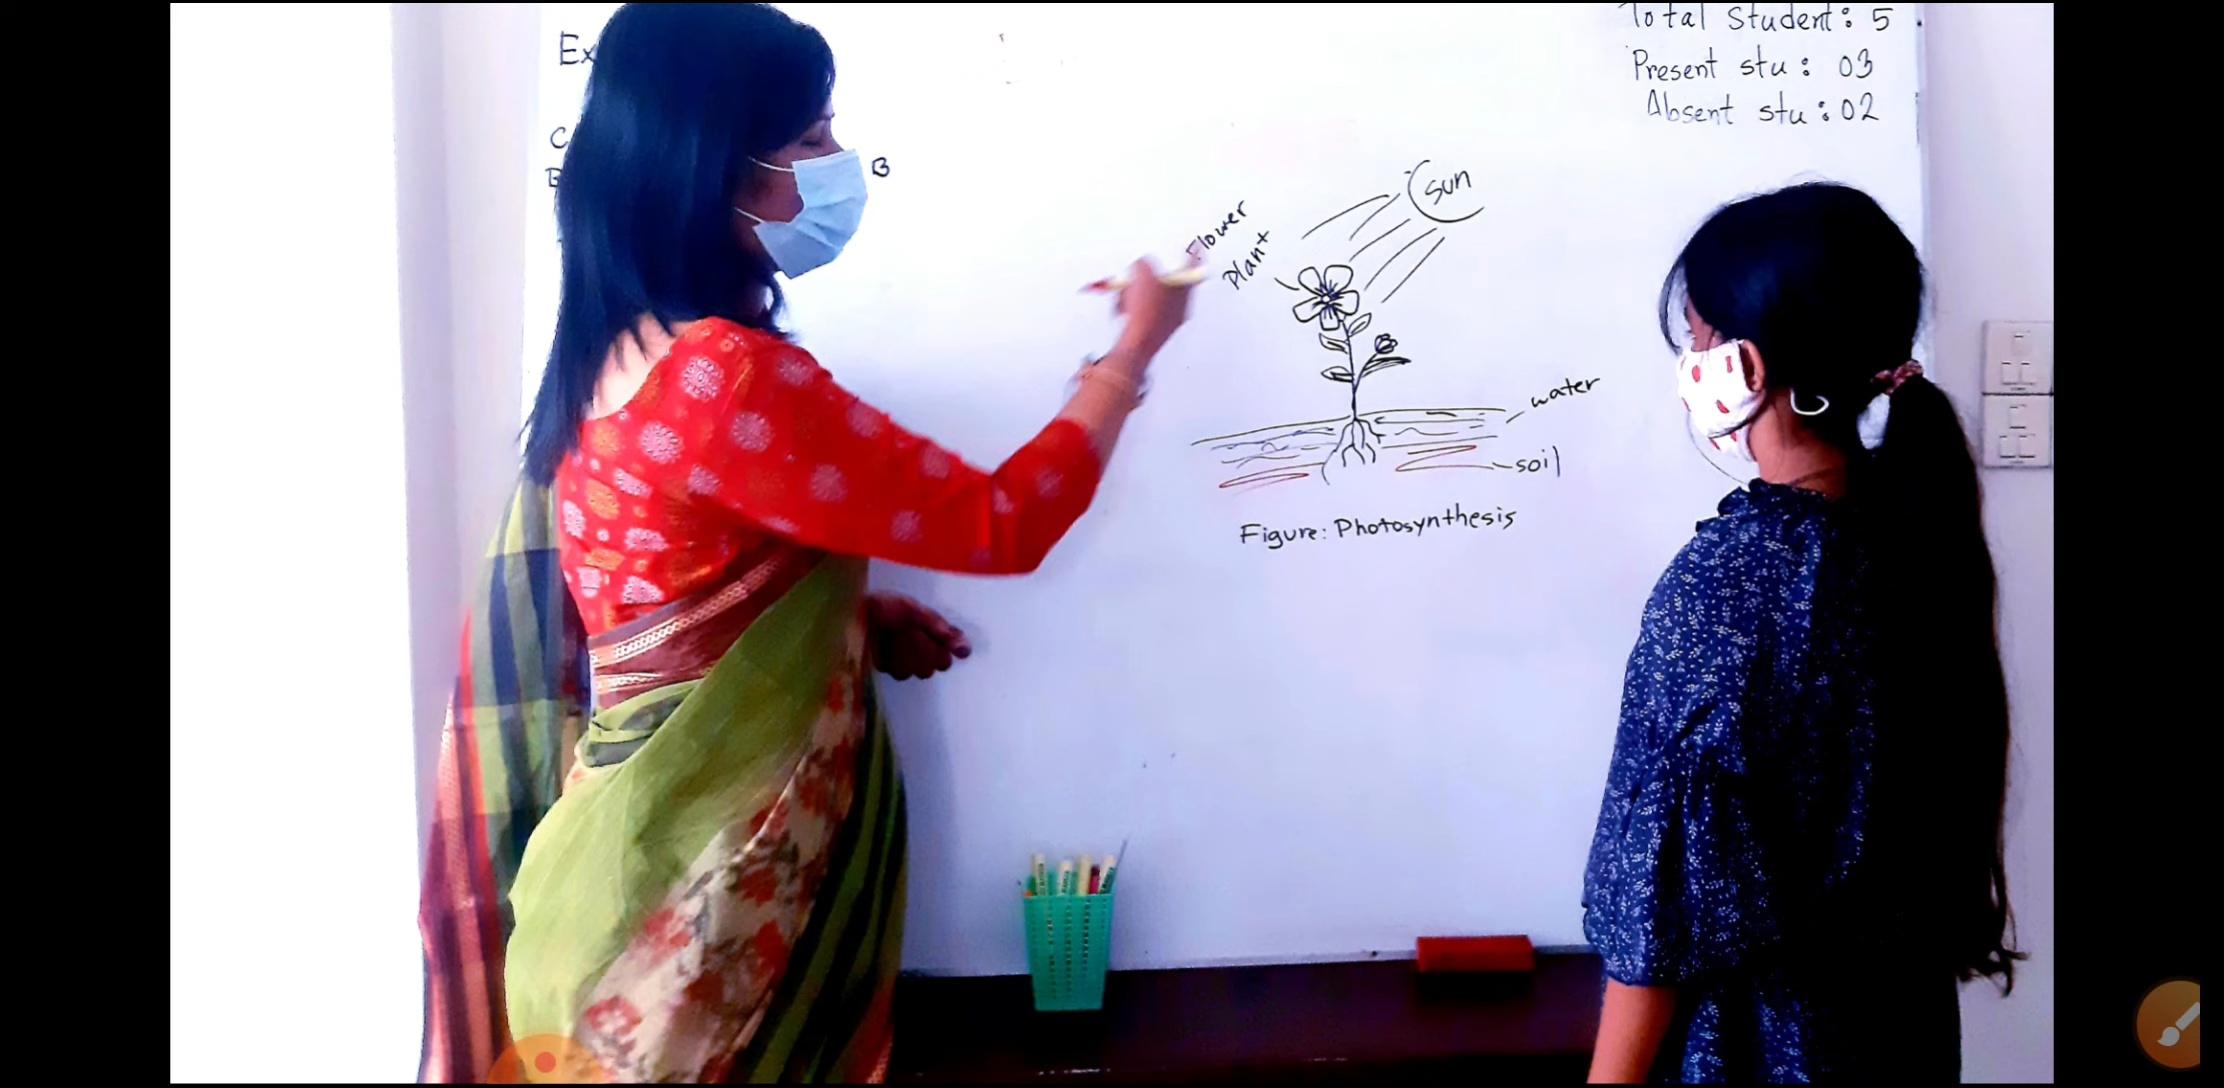 Total Student: 5
Present stu: 03
Absent stu: 02
B
sun
Flower
Plant
water
soil
Figure: Photosynthesis